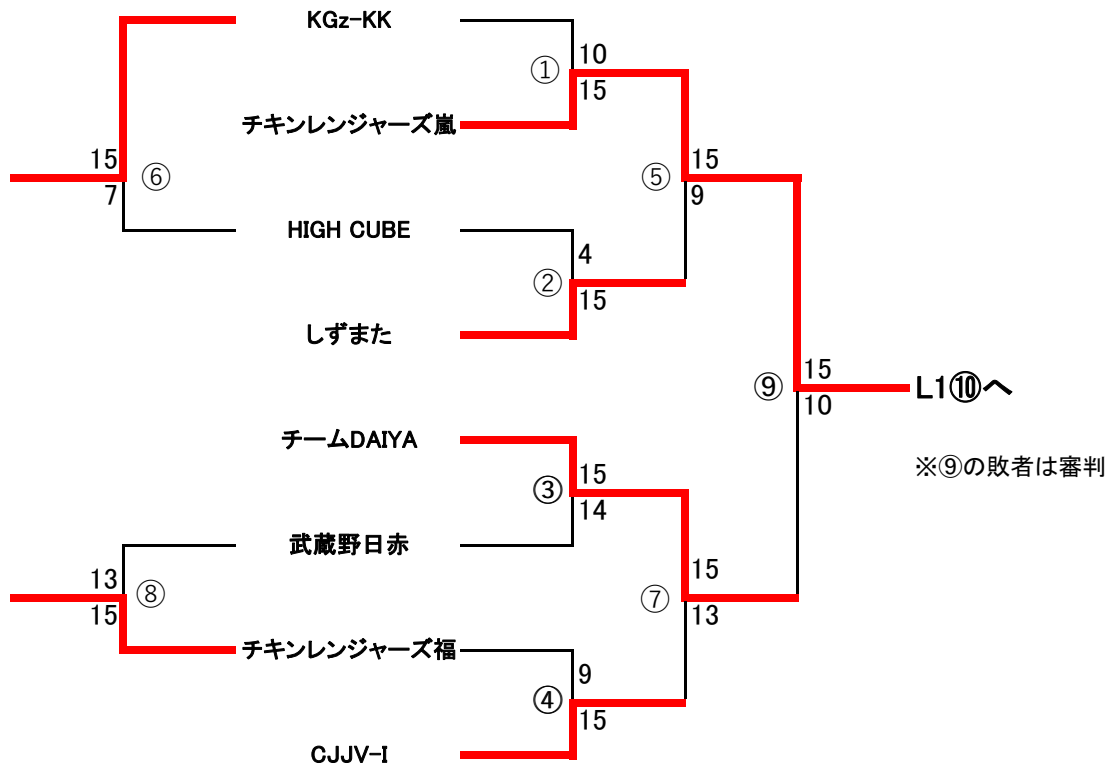 KGz-KK
10
①
15
チキンレンジャーズ嵐
15
⑥
7
15
⑤
9
HIGH CUBE
4
②
15
しずまた
15
⑨
10
L1⑩へ
チームDAIYA
※⑨の敗者は審判
15
③
14
武蔵野日赤
13
⑧
15
15
⑦
13
チキンレンジャーズ福
9
④
15
CJJV-I